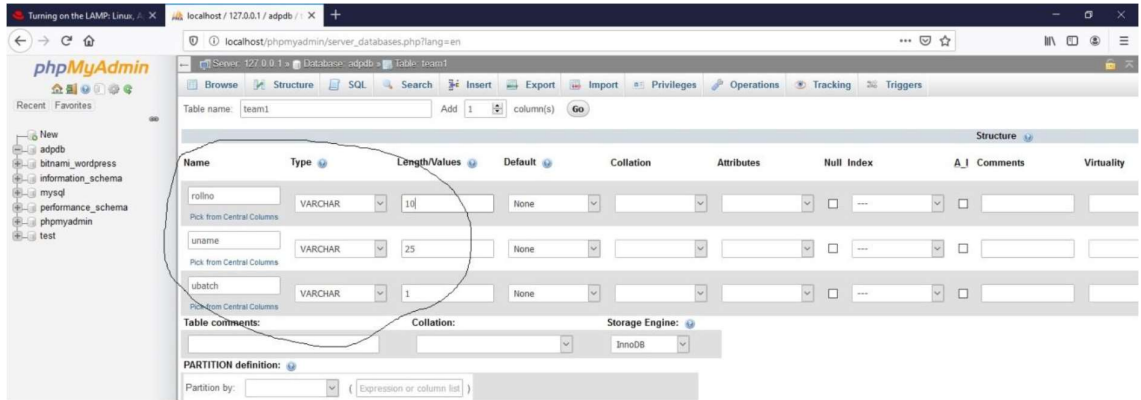 Turning on the LAMP: Linux, A
localhost / 127.0.0.1 / adpdb / t
localhost/phpmyadmin/server_databases.php?lang=en
phpMyAdmin
Recent Favorites
New
adpdb
bitnami_wordpress
information_schema
mysql
performance_schema
phpmyadmin
test
Server: 127.0.0.1 » Database: adpdb » Table: team1
Browse Structure SQL Search Insert Export Import Privileges Operations Tracking Triggers
Table name: team1 Add 1 column(s) Go
Structure
Name Type Length/Values Default Collation Attributes Null Index A_I Comments Virtuality
rollno VARCHAR 10 None ---
Pick from Central Columns
uname VARCHAR 25 None ---
Pick from Central Columns
ubatch VARCHAR 1 None ---
Pick from Central Columns
Table comments: Collation: Storage Engine:
InnoDB
PARTITION definition:
Partition by: ( Expression or column list )